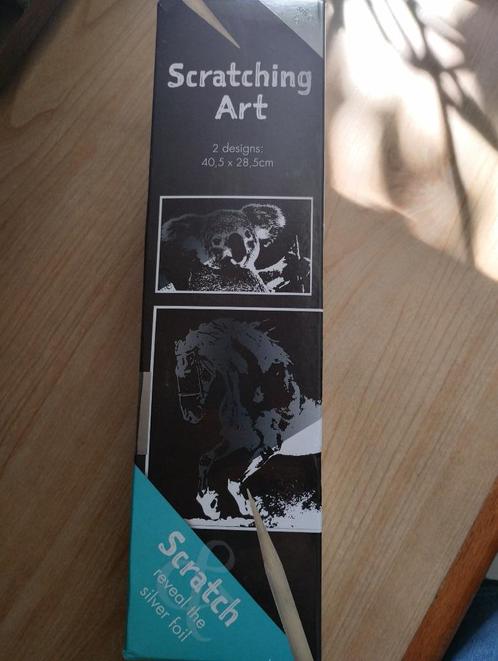 Scratching
Art
2 designs:
40,5 x 28,5cm
Scratch
&
reveal the
silver foil